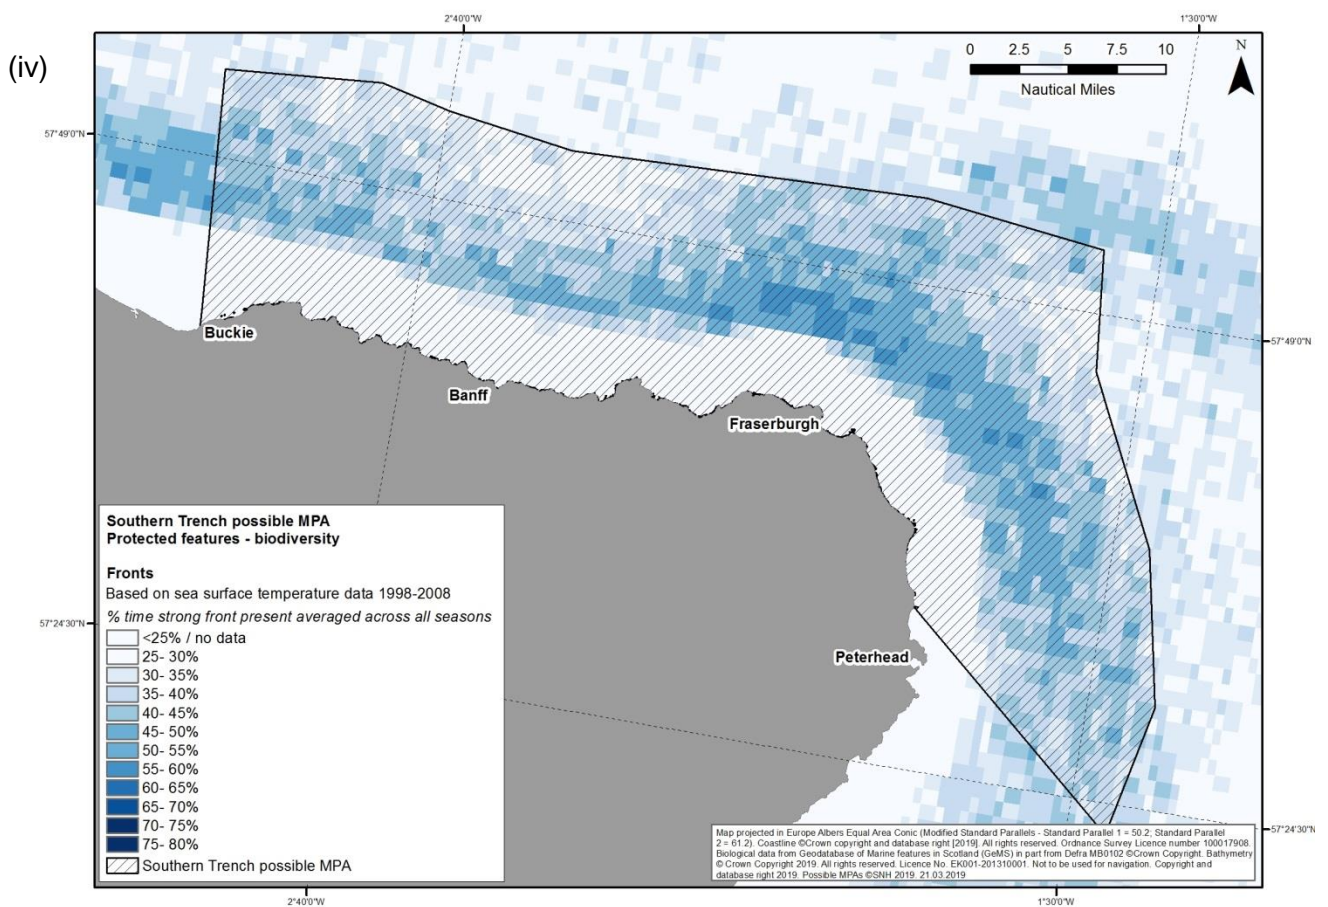 (iv)
2°40'0"W
1°30'0"W
0 2.5 5 7.5 10
Nautical Miles
N
57°49'0"N
57°49'0"N
Buckie
Banff
Fraserburgh
Peterhead
57°24'30"N
57°24'30"N
Southern Trench possible MPA
Protected features - biodiversity
Fronts
Based on sea surface temperature data 1998-2008
% time strong front present averaged across all seasons
<25% / no data
25- 30%
30- 35%
35- 40%
40- 45%
45- 50%
50- 55%
55- 60%
60- 65%
65- 70%
70- 75%
75- 80%
Southern Trench possible MPA
Map projected in Europe Albers Equal Area Conic (Modified Standard Parallels - Standard Parallel 1 = 50.2; Standard Parallel
2 = 61.2). Coastline ©Crown copyright and database right [2019]. All rights reserved. Ordnance Survey Licence number 100017908.
Biological data from Geodatabase of Marine features in Scotland (GeMS) in part from Defra MB0102 ©Crown Copyright. Bathymetry
© Crown Copyright 2019. All rights reserved. Licence No. EK001-201310001. Not to be used for navigation. Copyright and
database right 2019. Possible MPAs ©SNH 2019. 21.03.2019
2°40'0"W
1°30'0"W